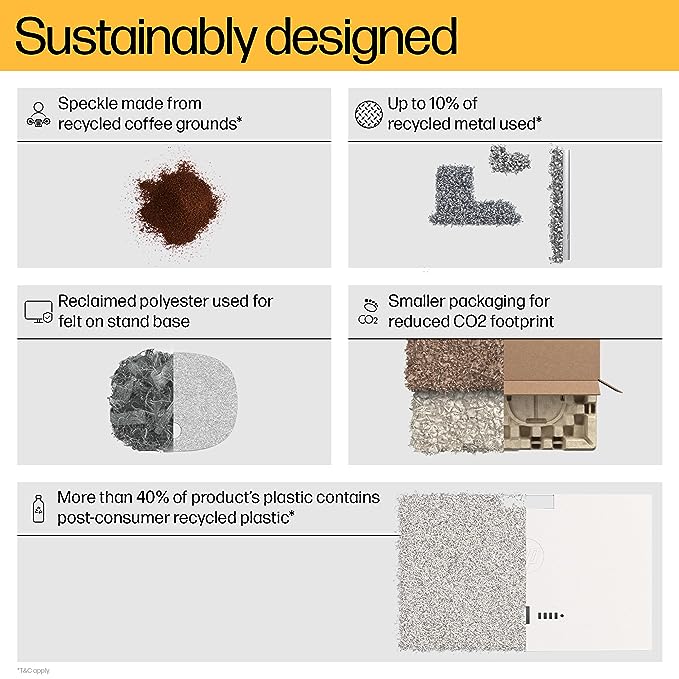 Sustainably designed
Speckle made from
recycled coffee grounds*
Up to 10% of
recycled metal used*
Reclaimed polyester used for
felt on stand base
CO2
Smaller packaging for
reduced CO2 footprint
More than 40% of product's plastic contains
post-consumer recycled plastic*
*T&C apply